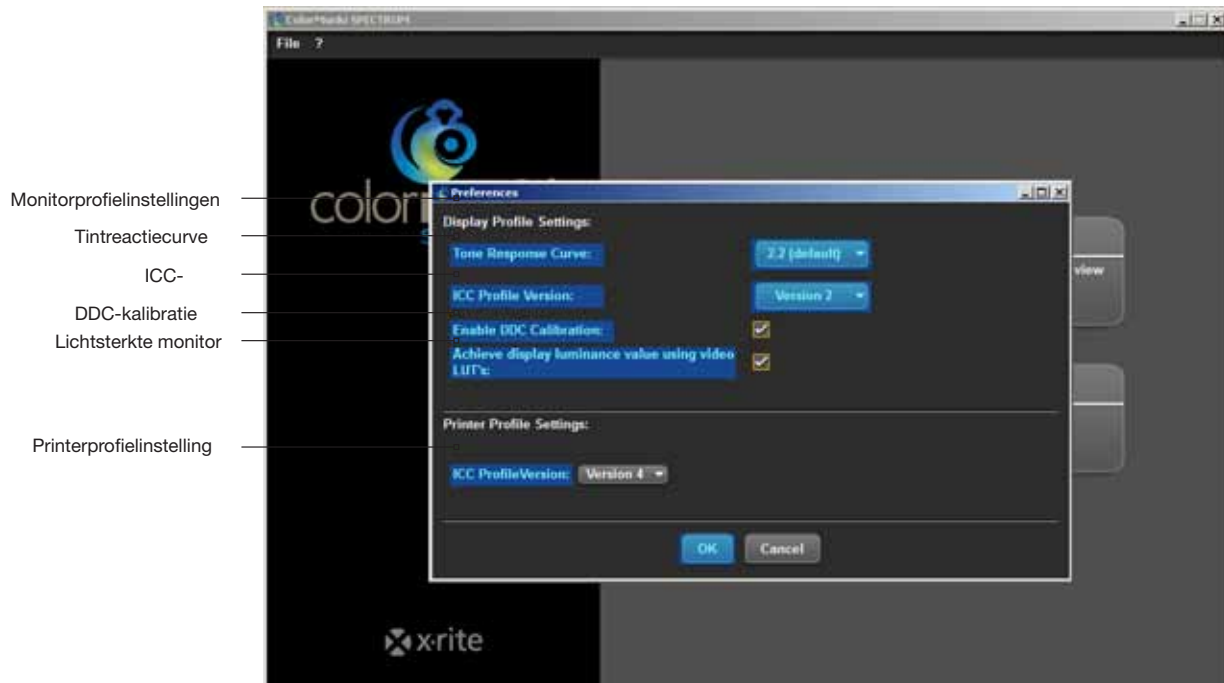 ColorMunki SPECTRUM
File ?
Monitorprofielinstellingen
Tintreactiecurve
ICC-
DDC-kalibratie
Lichtsterkte monitor
Printerprofielinstelling
Preferences
Display Profile Settings:
Tone Response Curve:
2.2 (default)
ICC Profile Version:
Version 2
Enable DDC Calibration:
Achieve display luminance value using video
LUT's:
Printer Profile Settings:
ICC ProfileVersion:
Version 4
OK
Cancel
view
x·rite